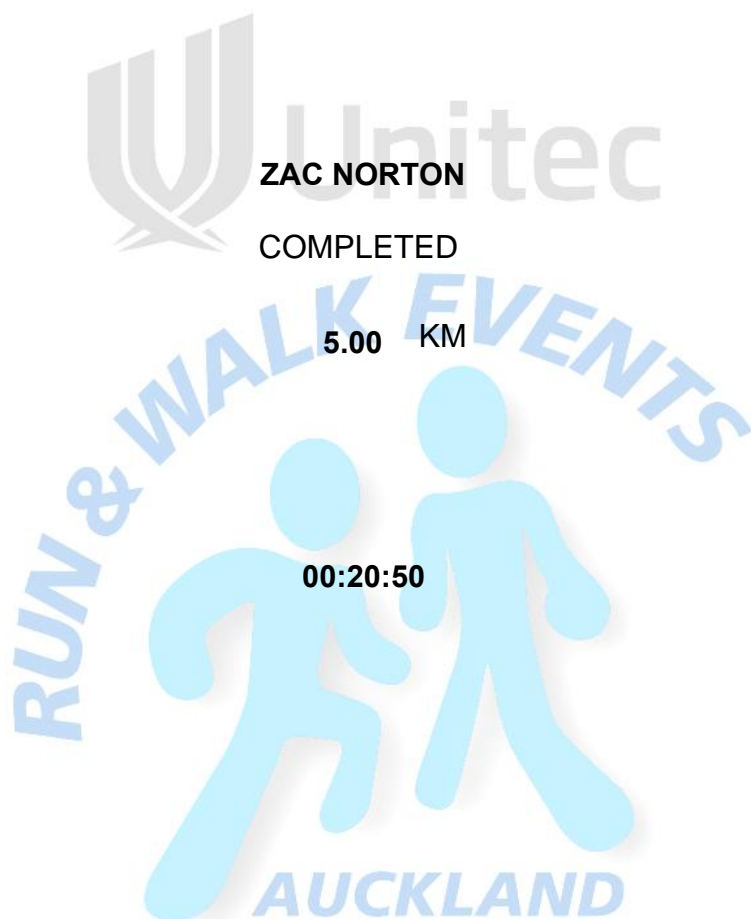 Unitec
ZAC NORTON
COMPLETED
RUN & WALK EVENTS
5.00 KM
00:20:50
AUCKLAND